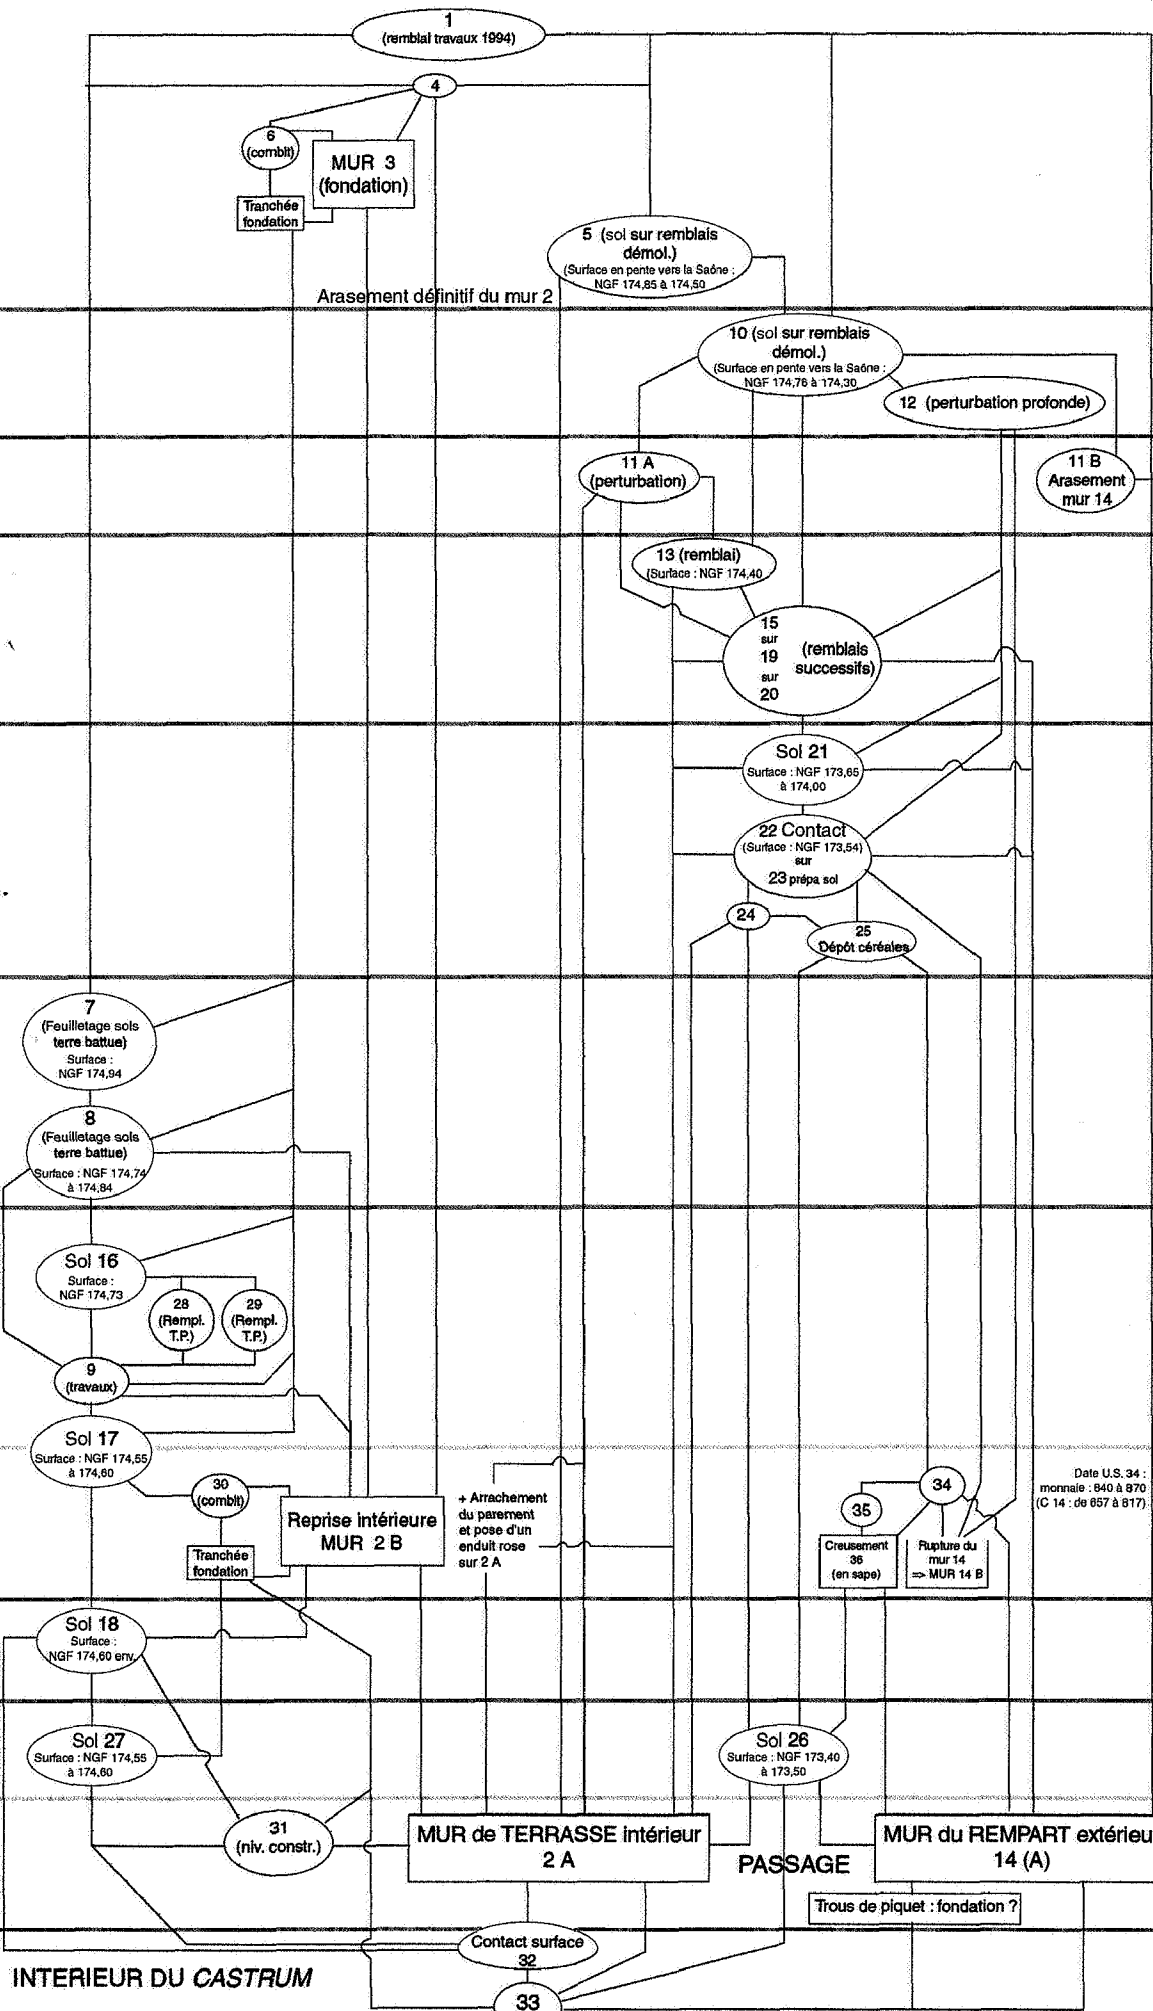 1
(remblai travaux 1994)
4
6
(combit)
MUR 3
(fondation)
Tranchée
fondation
5 (sol sur remblais
démol.)
(Surface en pente vers la Saône :
NGF 174,85 à 174,50
Arasement définitif du mur 2
10 (sol sur remblais
démol.)
(Surface en pente vers la Saône :
NGF 174,76 à 174,30
12 (perturbation profonde)
11 A
(perturbation)
11 B
Arasement
mur 14
13 (remblai)
(Surface : NGF 174,40
15
sur
19
sur
20
(remblais
successifs)
Sol 21
Surface : NGF 173,65
à 174,00
22 Contact
(Surface : NGF 173,54)
sur
23 prépa sol
24
25
Dépôt céréales
7
(Feuilletage sols
terre battue)
Surface :
NGF 174,94
8
(Feuilletage sols
terre battue)
Surface : NGF 174,74
à 174,84
Sol 16
Surface :
NGF 174,73
28
(Rempl.
T.P.)
29
(Rempl.
T.P.)
9
(travaux)
Sol 17
Surface : NGF 174,55
à 174,60
30
(combit)
Reprise intérieure
MUR 2 B
Tranchée
fondation
+ Arrachement
du parement
et pose d'un
enduit rose
sur 2 A
34
35
Creusement
36
(en sape)
Rupture du
mur 14
=> MUR 14 B
Date U.S. 34 :
monnaie : 840 à 870
(C 14 : de 657 à 817)
Sol 18
Surface :
NGF 174,60 env.
Sol 27
Surface : NGF 174,55
à 174,60
Sol 26
Surface : NGF 173,40
à 173,50
31
(niv. constr.)
MUR de TERRASSE intérieur
2 A
PASSAGE
MUR du REMPART extérieu
14 (A)
Trous de piquet : fondation ?
Contact surface
32
INTERIEUR DU CASTRUM
33